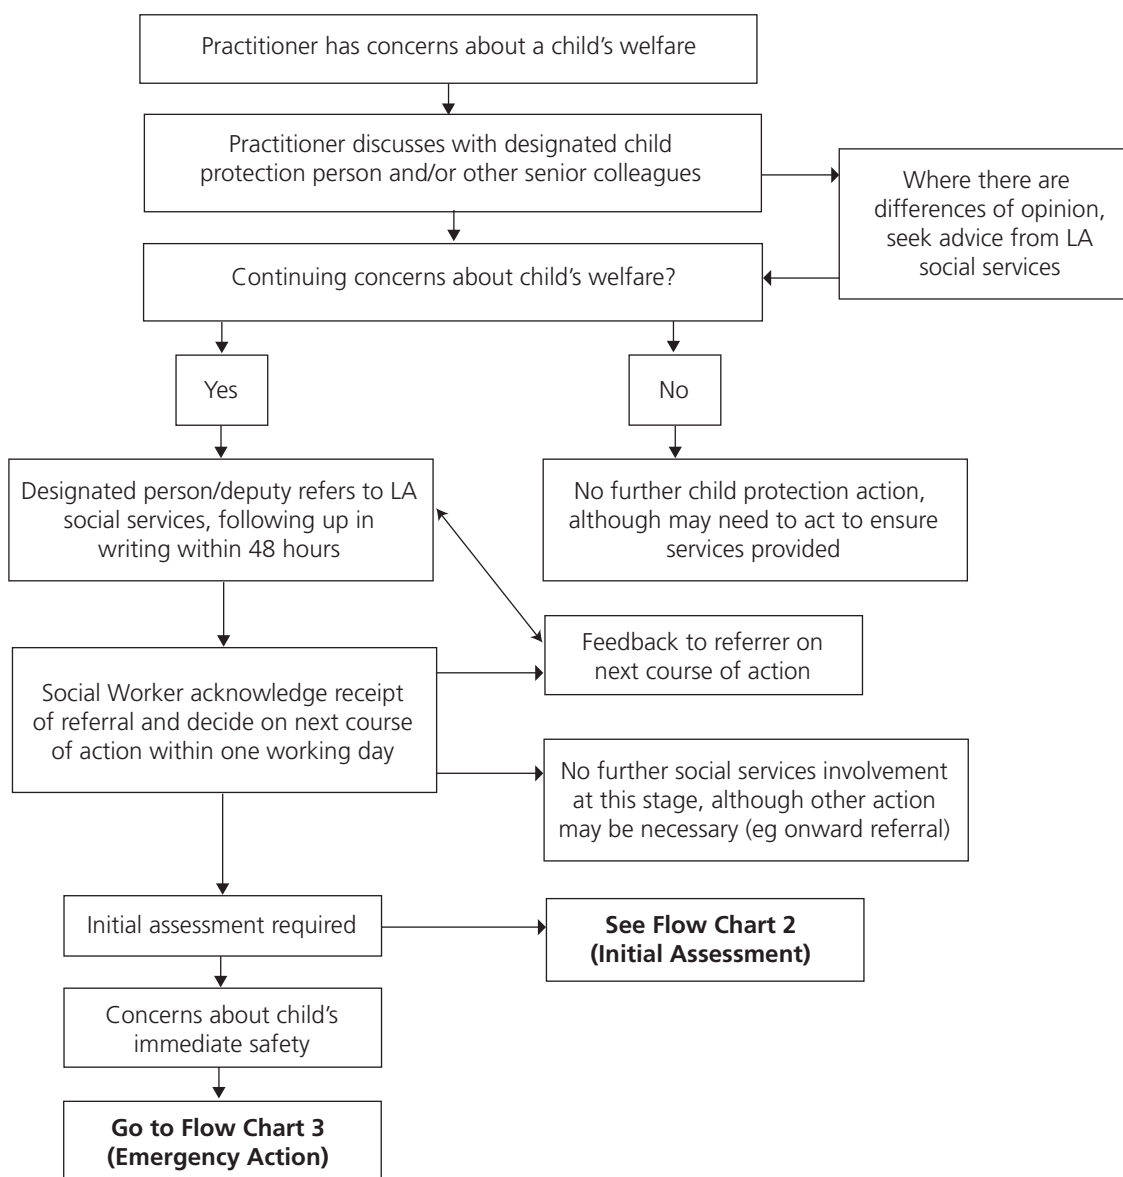 Practitioner has concerns about a child’s welfare
Practitioner discusses with designated child
protection person and/or other senior colleagues
Where there are
differences of opinion,
seek advice from LA
social services
Continuing concerns about child’s welfare?
Yes
No
Designated person/deputy refers to LA
social services, following up in
writing within 48 hours
No further child protection action,
although may need to act to ensure
services provided
Feedback to referrer on
next course of action
Social Worker acknowledge receipt
of referral and decide on next course
of action within one working day
No further social services involvement
at this stage, although other action
may be necessary (eg onward referral)
Initial assessment required
See Flow Chart 2
(Initial Assessment)
Concerns about child’s
immediate safety
Go to Flow Chart 3
(Emergency Action)